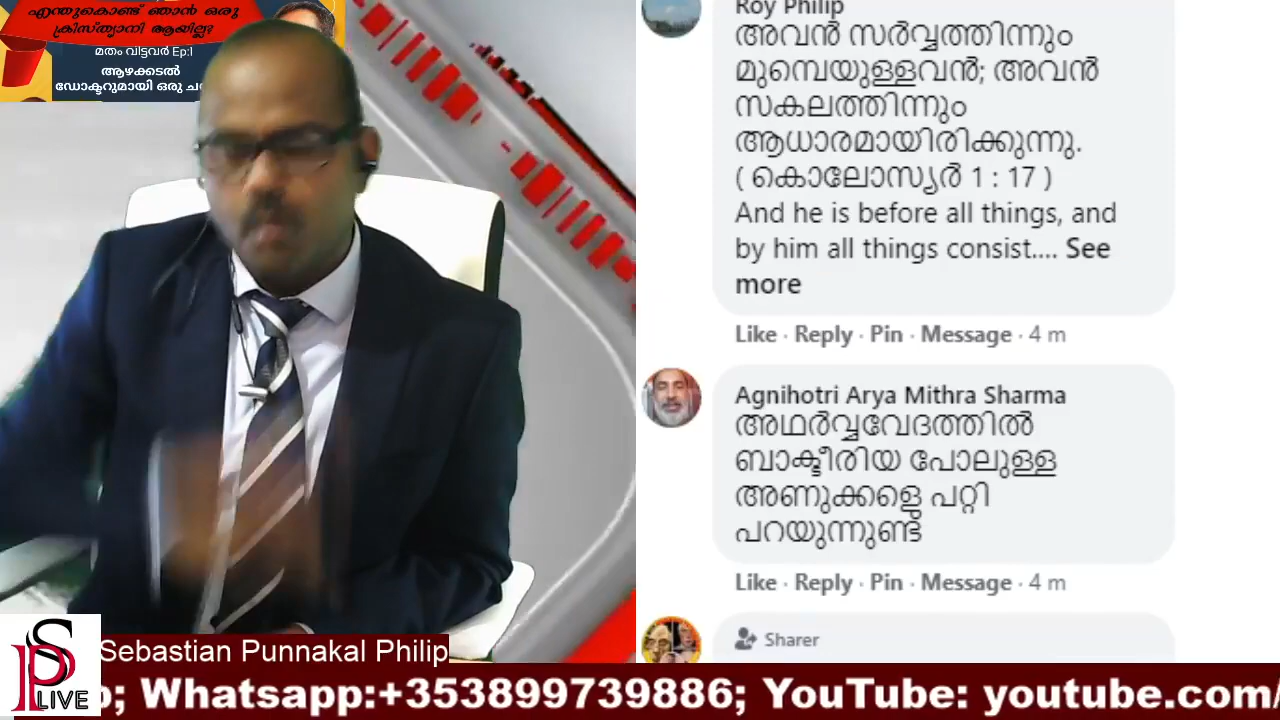 എന്തുകൊണ്ട് ഞാൻ ഒരു
ക്രിസ്ത്യാനി ആയില്ല?
മതം വിട്ടവർ Ep:1
ആഴക്കടൽ
ഡോക്ടറുമായി ഒരു
Roy Philip
അവൻ സർവ്വത്തിന്നും
മുമ്പെയുള്ളവൻ; അവൻ
സകലത്തിന്നും
ആധാരമായിരിക്കുന്നു.
( കൊലോസ്യർ 1 : 17 )
And he is before all things, and
by him all things consist.... See
more
Like · Reply · Pin · Message · 4 m
Agnihotri Arya Mithra Sharma
അഥർവ്വവേദത്തിൽ
ബാക്ടീരിയ പോലുള്ള
അണുക്കളെ പറ്റി
പറയുന്നുണ്ട്
Like · Reply · Pin · Message · 4 m
Sharer
PS LIVE
Sebastian Punnakal Philip
; Whatsapp:+353899739886; YouTube: youtube.com/